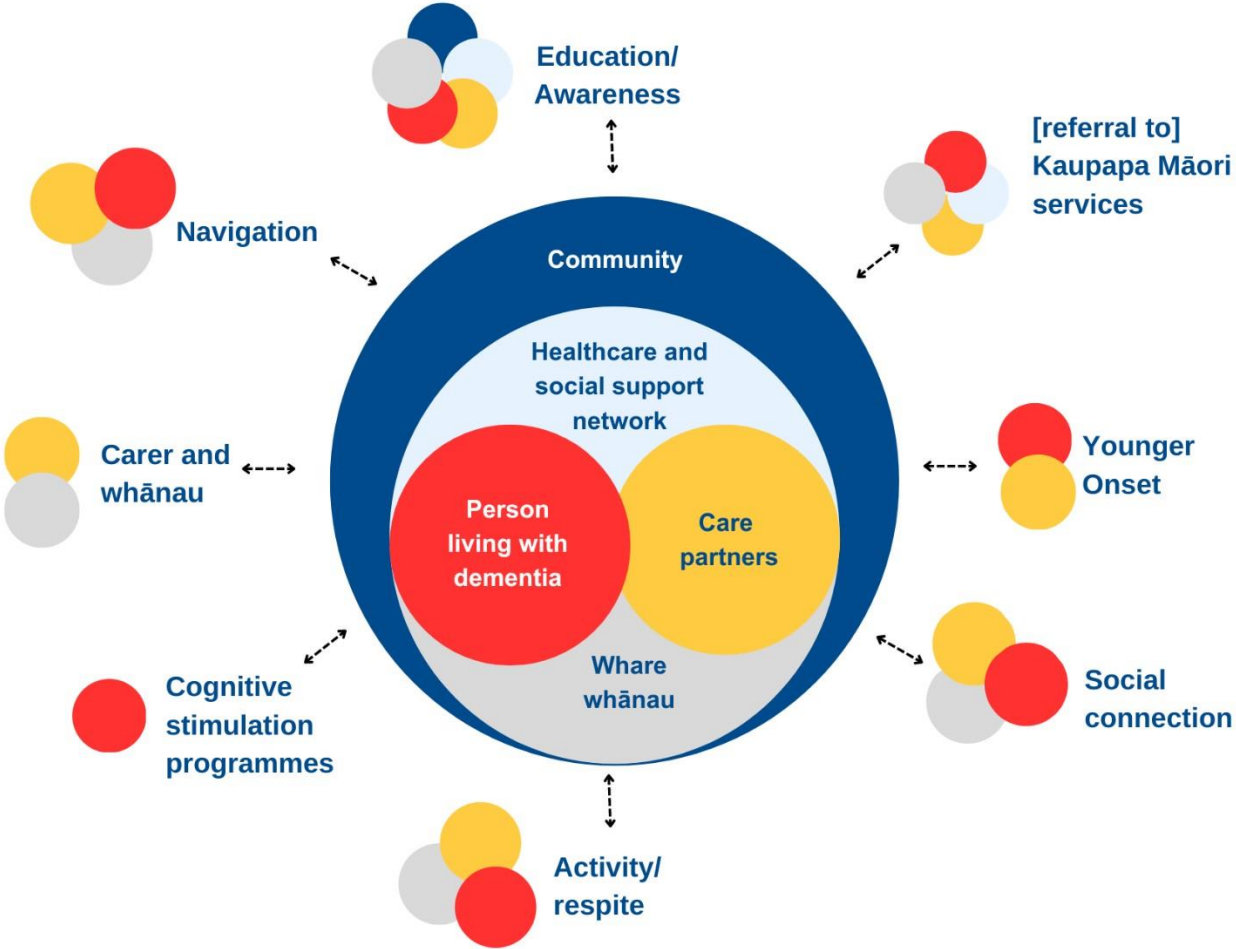 Education/
Awareness
[referral to]
Kaupapa Māori
services
Navigation
Community
Healthcare and
social support
network
Carer and
whānau
Younger
Onset
Person
living with
dementia
Care
partners
Whare
whānau
Cognitive
stimulation
programmes
Social
connection
Activity/
respite